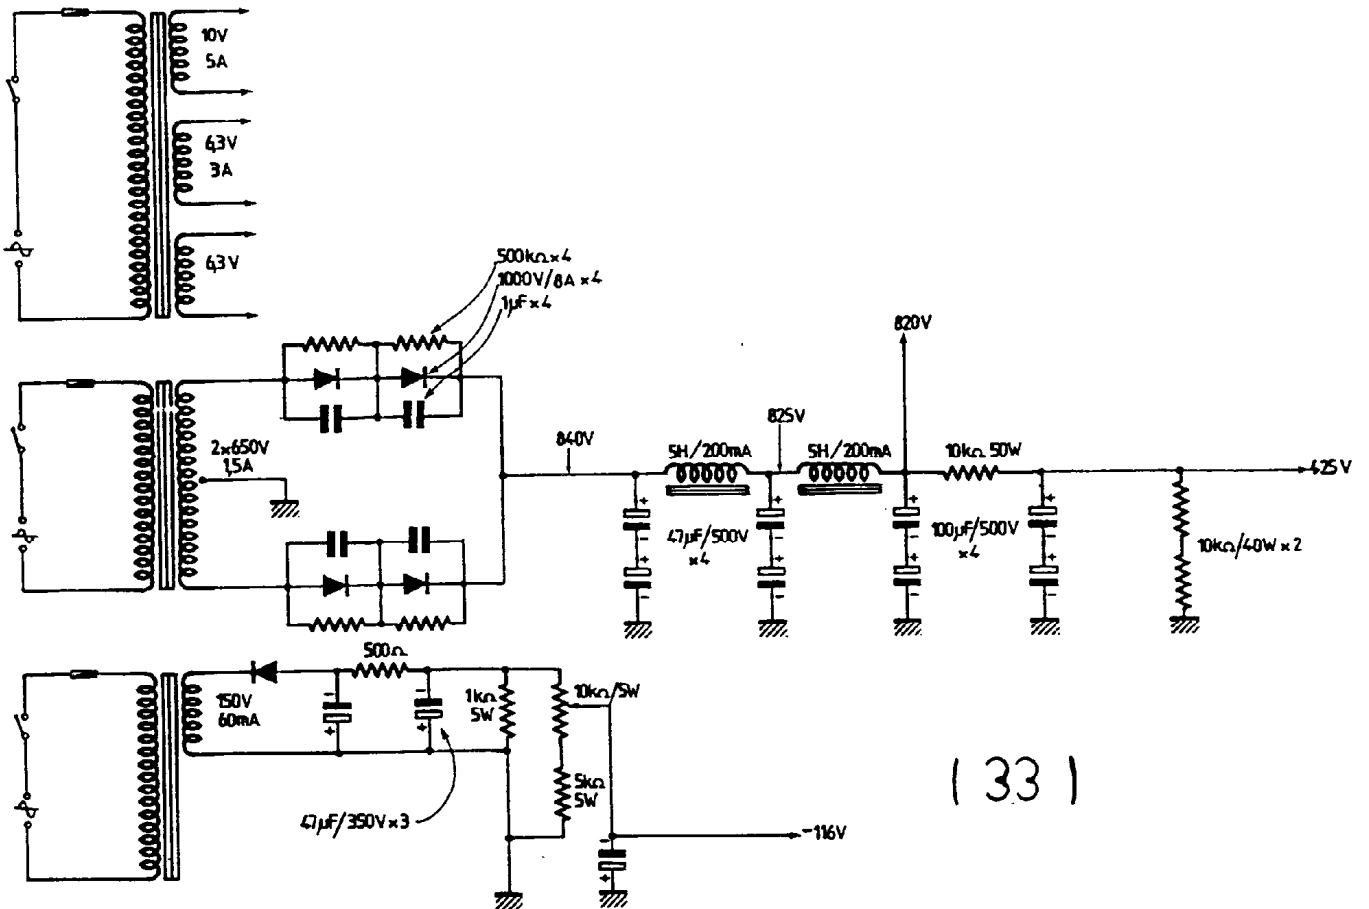 10V
5A
6,3V
3A
6,3V
500kΩ×4
1000V/8A ×4
1µF×4
820V
2×650V
1,5A
840V
5H/200mA
825V
5H/200mA
10kΩ 50W
425V
47µF/500V
×4
100µF/500V
×4
10kΩ/40W×2
500Ω
150V
60mA
1kΩ
5W
10kΩ/5W
5kΩ
5W
47µF/350V×3
-116V
(33)